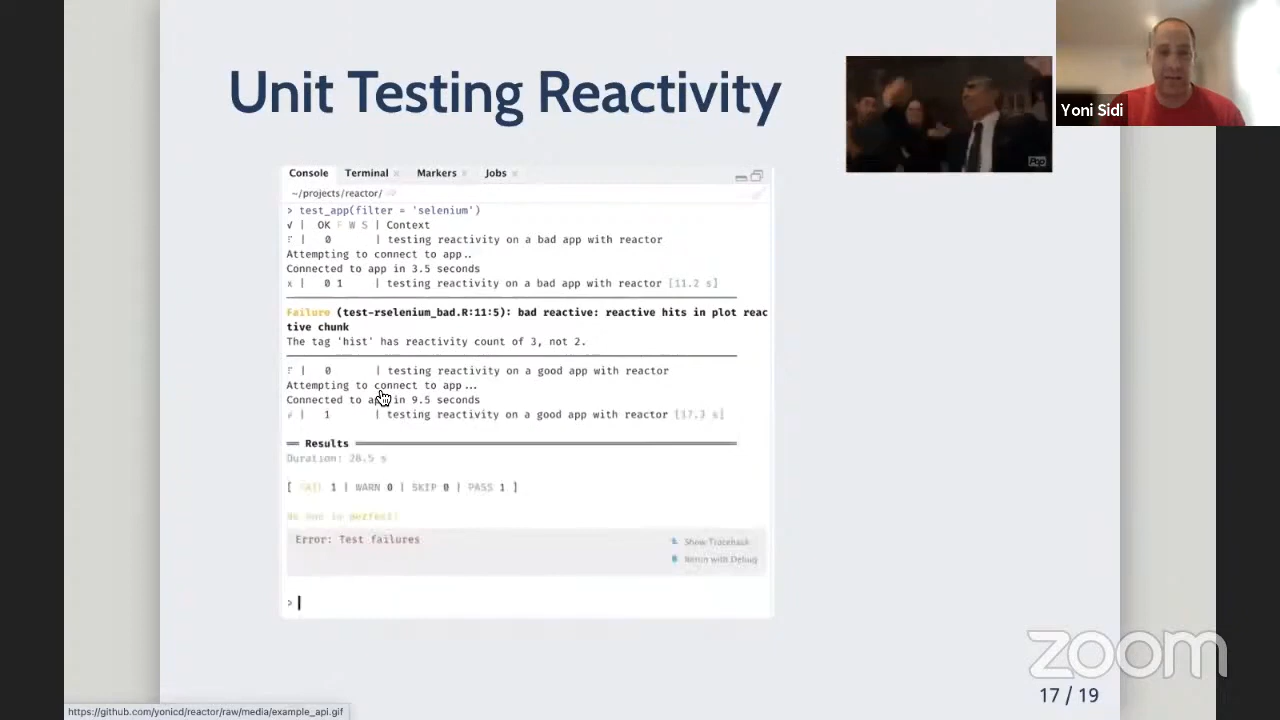 Unit Testing Reactivity
Pop
Yoni Sidi
Console Terminal × Markers × Jobs ×
~/projects/reactor/
> test_app(filter = 'selenium')
√ | OK F W S | Context
⠋ | 0 | testing reactivity on a bad app with reactor
Attempting to connect to app..
Connected to app in 3.5 seconds
x | 0 1 | testing reactivity on a bad app with reactor [11.2 s]
Failure (test-rselenium_bad.R:11:5): bad reactive: reactive hits in plot reac
tive chunk
The tag 'hist' has reactivity count of 3, not 2.
⠋ | 0 | testing reactivity on a good app with reactor
Attempting to connect to app...
Connected to app in 9.5 seconds
√ | 1 | testing reactivity on a good app with reactor [17.3 s]
══ Results ══
Duration: 28.5 s
[ FAIL 1 | WARN 0 | SKIP 0 | PASS 1 ]
No one is perfect!
Error: Test failures
Show Traceback
Rerun with Debug
>
zoom
17 / 19
https://github.com/yonicd/reactor/raw/media/example_api.gif